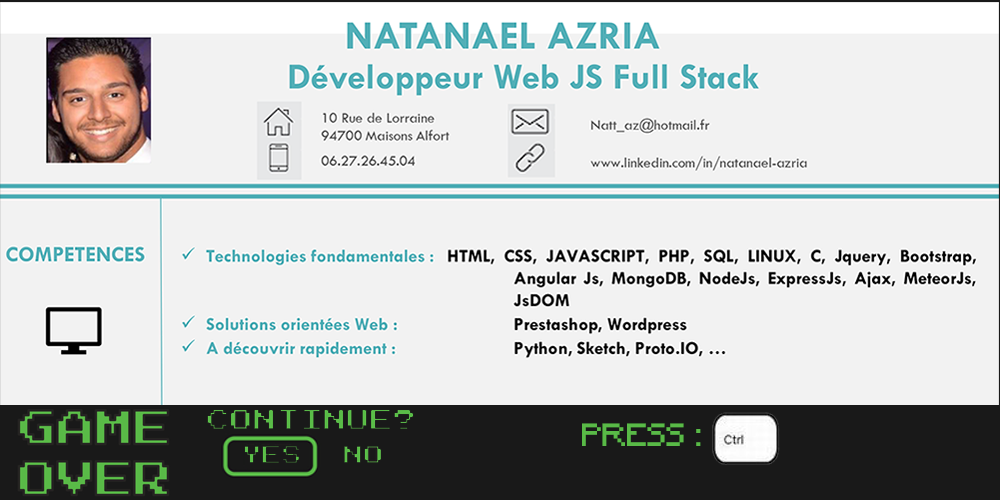 NATANAEL AZRIA
Développeur Web JS Full Stack
10 Rue de Lorraine
94700 Maisons Alfort
06.27.26.45.04
Natt_az@hotmail.fr
www.linkedin.com/in/natanael-azria
COMPETENCES
✓ Technologies fondamentales : HTML, CSS, JAVASCRIPT, PHP, SQL, LINUX, C, Jquery, Bootstrap,
Angular Js, MongoDB, NodeJs, ExpressJs, Ajax, MeteorJs,
JsDOM
✓ Solutions orientées Web : Prestashop, Wordpress
✓ A découvrir rapidement : Python, Sketch, Proto.IO, ...
GAME
OVER
CONTINUE?
YES NO
PRESS : Ctrl